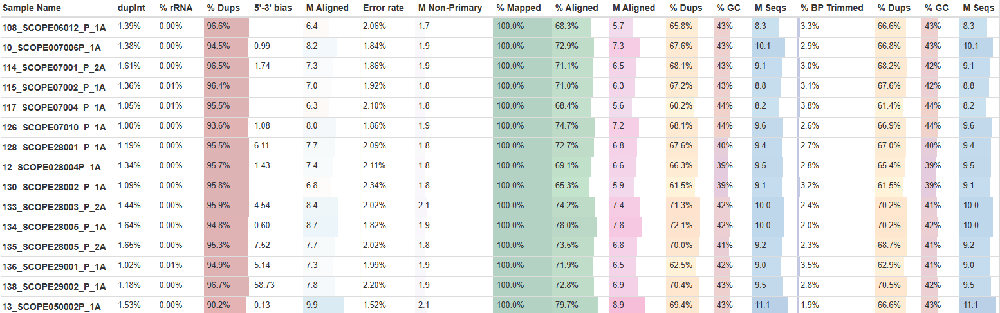 Sample Name dupInt % rRNA % Dups 5'-3' bias M Aligned Error rate M Non-Primary % Mapped % Aligned M Aligned % Dups % GC M Seqs % BP Trimmed % Dups % GC M Seqs
108_SCOPE06012_P_1A 1.39% 0.00% 96.6% 6.4 2.06% 1.7 100.0% 68.3% 5.7 65.8% 43% 8.3 3.3% 66.6% 43% 8.3
10_SCOPE007006P_1A 1.38% 0.00% 94.5% 0.99 8.2 1.84% 1.9 100.0% 72.9% 7.3 67.6% 43% 10.1 2.9% 66.8% 43% 10.1
114_SCOPE07001_P_2A 1.61% 0.00% 96.5% 1.74 7.3 1.86% 1.9 100.0% 71.1% 6.5 68.1% 43% 9.1 3.0% 68.2% 42% 9.1
115_SCOPE07002_P_1A 1.36% 0.01% 96.4% 7.0 1.92% 1.8 100.0% 71.0% 6.3 67.2% 43% 8.8 3.1% 67.6% 42% 8.8
117_SCOPE07004_P_1A 1.05% 0.01% 95.5% 6.3 2.10% 1.8 100.0% 68.4% 5.6 60.2% 44% 8.2 3.8% 61.4% 44% 8.2
126_SCOPE07010_P_1A 1.00% 0.00% 93.6% 1.08 8.0 1.86% 1.9 100.0% 74.7% 7.2 68.1% 44% 9.6 2.6% 66.9% 44% 9.6
128_SCOPE28001_P_1A 1.19% 0.00% 95.5% 6.11 7.7 2.09% 1.8 100.0% 72.7% 6.8 67.6% 40% 9.4 2.7% 67.0% 40% 9.4
12_SCOPE028004P_1A 1.34% 0.00% 95.7% 1.43 7.4 2.11% 1.8 100.0% 69.1% 6.6 66.3% 39% 9.5 2.8% 65.4% 39% 9.5
130_SCOPE28002_P_1A 1.09% 0.00% 95.8% 6.8 2.34% 1.8 100.0% 65.3% 5.9 61.5% 39% 9.1 3.2% 61.5% 39% 9.1
133_SCOPE28003_P_2A 1.44% 0.00% 95.9% 4.54 8.4 2.02% 2.1 100.0% 74.2% 7.4 71.3% 42% 10.0 2.4% 70.2% 41% 10.0
134_SCOPE28005_P_1A 1.64% 0.00% 94.8% 0.60 8.7 1.82% 1.9 100.0% 78.0% 7.8 72.1% 42% 10.0 2.0% 70.2% 42% 10.0
135_SCOPE28005_P_2A 1.65% 0.00% 95.3% 7.52 7.7 2.02% 1.8 100.0% 73.5% 6.8 70.0% 41% 9.2 2.3% 68.7% 41% 9.2
136_SCOPE29001_P_1A 1.02% 0.01% 94.9% 5.14 7.3 1.99% 1.9 100.0% 71.9% 6.5 62.5% 42% 9.0 3.5% 62.9% 41% 9.0
138_SCOPE29002_P_1A 1.18% 0.00% 96.7% 58.73 7.8 2.20% 1.9 100.0% 72.8% 6.9 70.4% 43% 9.5 2.8% 70.5% 42% 9.5
13_SCOPE050002P_1A 1.53% 0.00% 90.2% 0.13 9.9 1.52% 2.1 100.0% 79.7% 8.9 69.4% 43% 11.1 1.9% 66.6% 43% 11.1